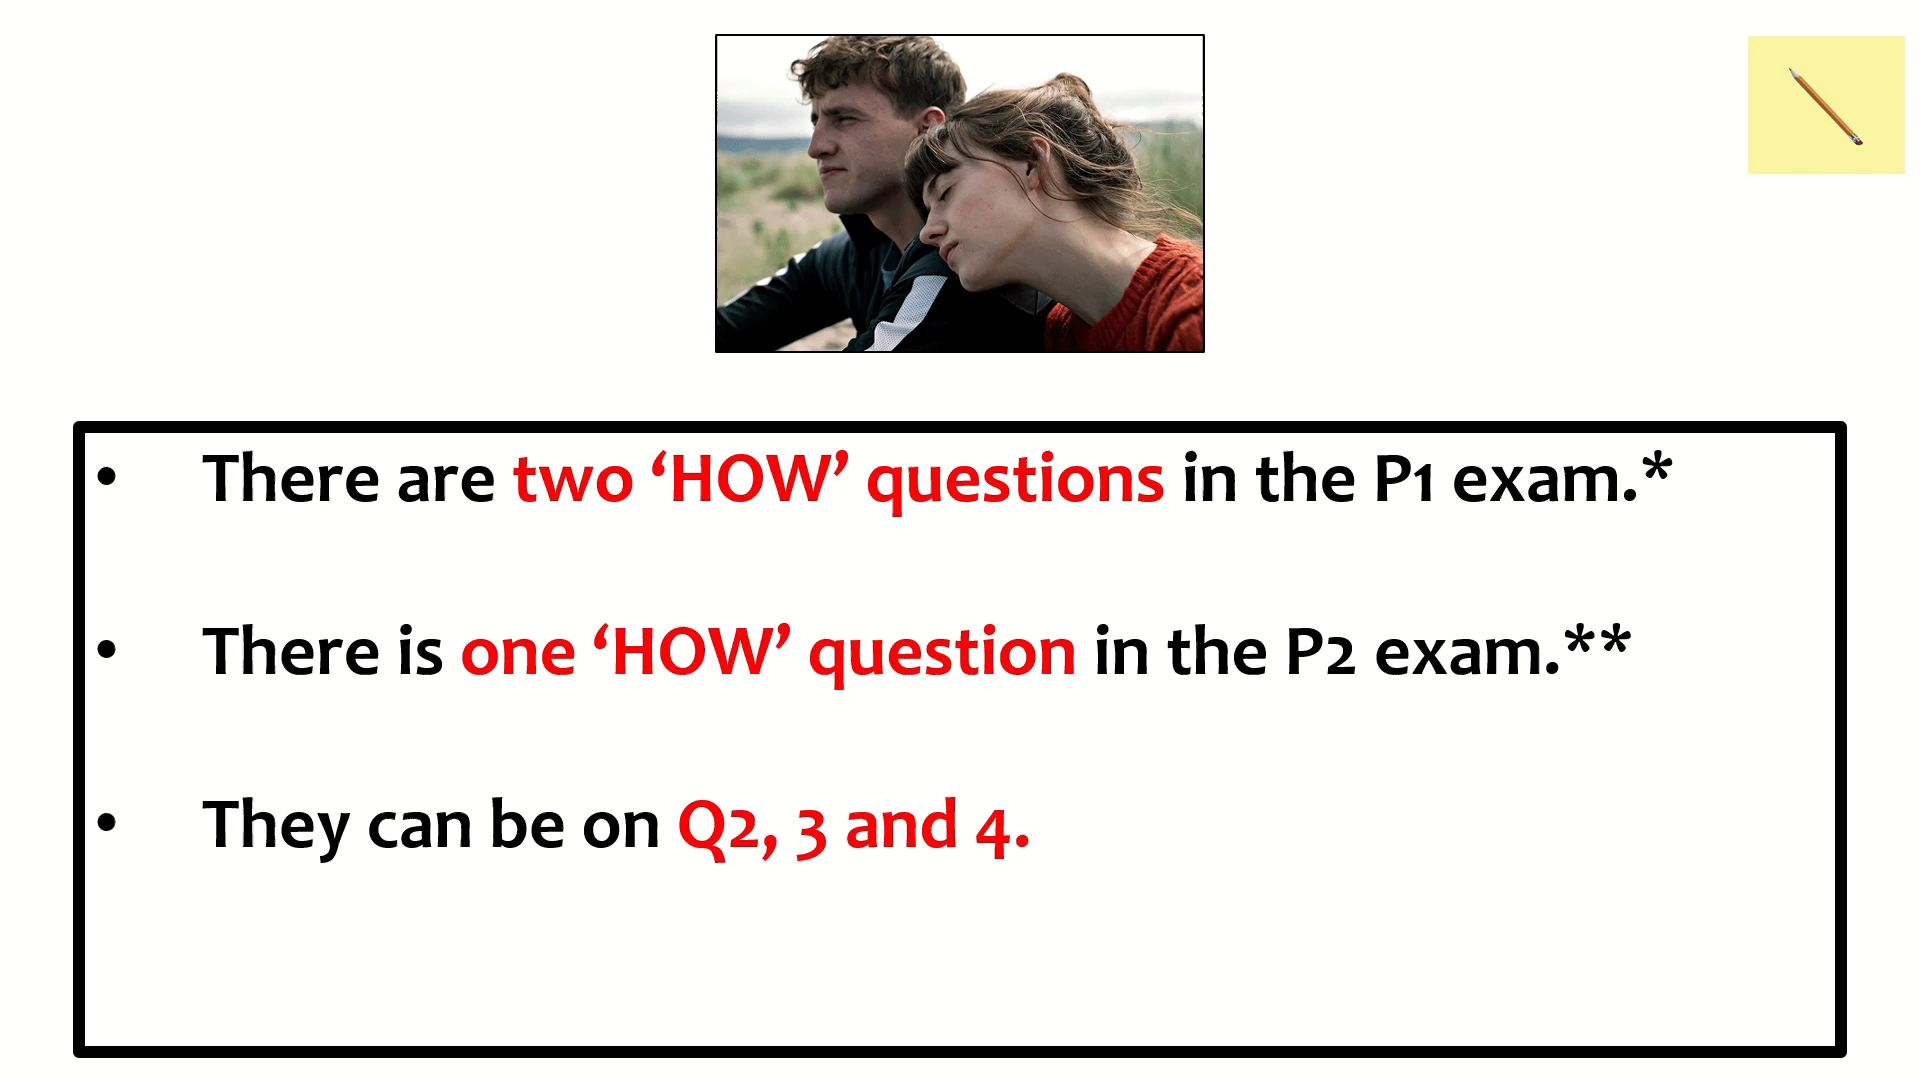 • There are two ‘HOW’ questions in the P1 exam.*
• There is one ‘HOW’ question in the P2 exam.**
• They can be on Q2, 3 and 4.